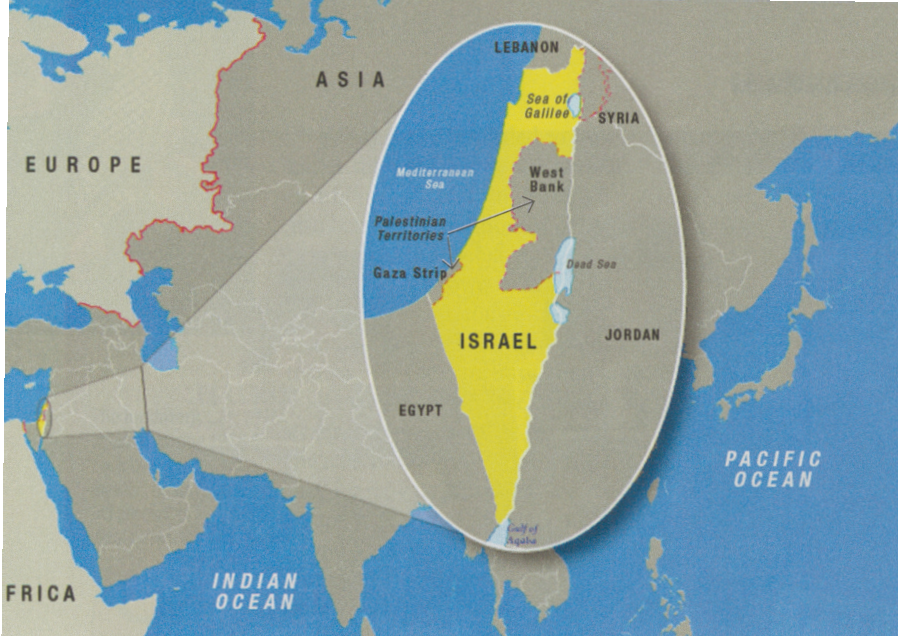 ASIA
EUROPE
LEBANON
Sea of
Galilee
SYRIA
Mediterranean
Sea
West
Bank
Palestinian
Territories
Gaza Strip
Dead Sea
ISRAEL
JORDAN
EGYPT
PACIFIC
OCEAN
Gulf of
Aqaba
INDIAN
OCEAN
FRICA